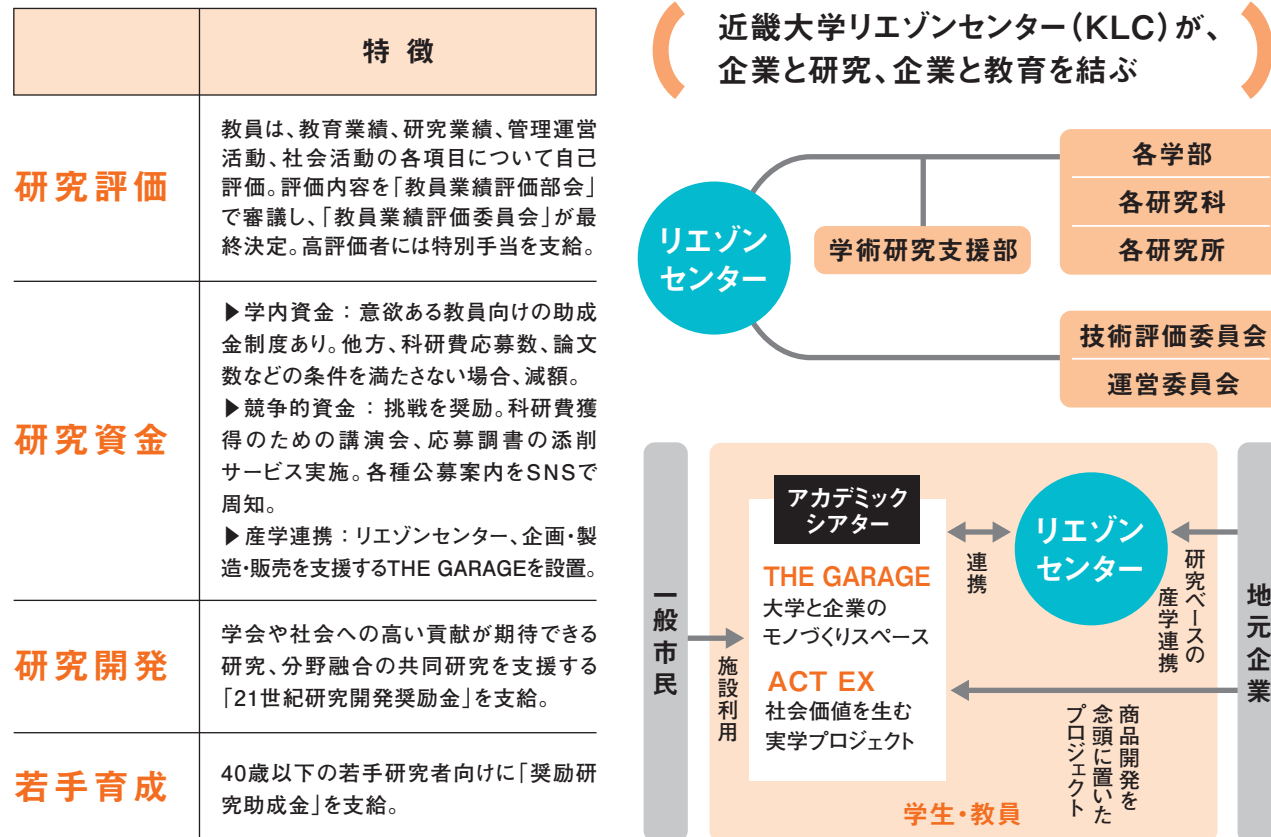 特 徴
研究評価
教員は、教育業績、研究業績、管理運営
活動、社会活動の各項目について自己
評価。評価内容を「教員業績評価部会」
で審議し、「教員業績評価委員会」が最
終決定。高評価者には特別手当を支給。
研究資金
▶学内資金：意欲ある教員向けの助成
金制度あり。他方、科研費応募数、論文
数などの条件を満たさない場合、減額。
▶競争的資金：挑戦を奨励。科研費獲
得のための講演会、応募調書の添削
サービス実施。各種公募案内をSNSで
周知。
▶産学連携：リエゾンセンター、企画・製
造・販売を支援するTHE GARAGEを設置。
研究開発
学会や社会への高い貢献が期待できる
研究、分野融合の共同研究を支援する
「21世紀研究開発奨励金」を支給。
若手育成
40歳以下の若手研究者向けに「奨励研
究助成金」を支給。
近畿大学リエゾンセンター（KLC）が、
企業と研究、企業と教育を結ぶ
リエゾン
センター
学術研究支援部
各学部
各研究科
各研究所
技術評価委員会
運営委員会
一般市民
施設利用
アカデミック
シアター
THE GARAGE
大学と企業の
モノづくりスペース
ACT EX
社会価値を生む
実学プロジェクト
連携
リエゾン
センター
研究ベースの
産学連携
商品開発を
念頭に置いた
プロジェクト
地元企業
学生・教員